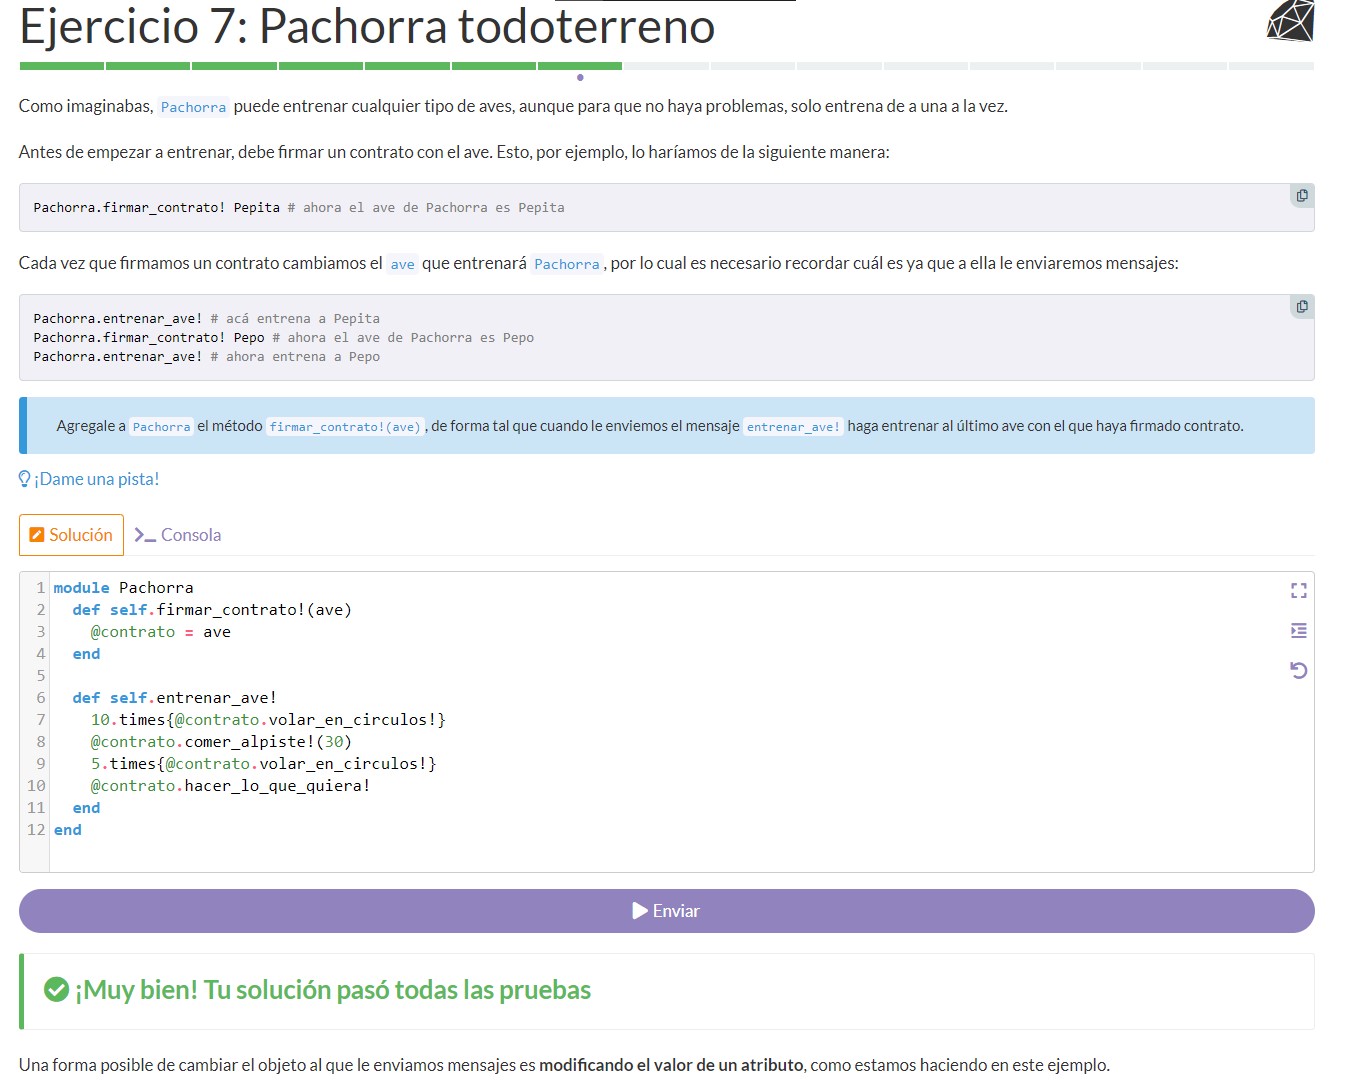 Ejercicio 7: Pachorra todoterreno
Como imaginabas, Pachorra puede entrenar cualquier tipo de aves, aunque para que no haya problemas, solo entrena de a una a la vez.
Antes de empezar a entrenar, debe firmar un contrato con el ave. Esto, por ejemplo, lo haríamos de la siguiente manera:
Pachorra.firmar_contrato! Pepita # ahora el ave de Pachorra es Pepita
Cada vez que firmamos un contrato cambiamos el ave que entrenará Pachorra, por lo cual es necesario recordar cuál es ya que a ella le enviaremos mensajes:
Pachorra.entrenar_ave! # acá entrena a Pepita
Pachorra.firmar_contrato! Pepo # ahora el ave de Pachorra es Pepo
Pachorra.entrenar_ave! # ahora entrena a Pepo
Agregale a Pachorra el método firmar_contrato!(ave), de forma tal que cuando le enviemos el mensaje entrenar_ave! haga entrenar al último ave con el que haya firmado contrato.
¡Dame una pista!
Solución Consola
1 module Pachorra
2 def self.firmar_contrato!(ave)
3 @contrato = ave
4 end
5
6 def self.entrenar_ave!
7 10.times{@contrato.volar_en_circulos!}
8 @contrato.comer_alpiste!(30)
9 5.times{@contrato.volar_en_circulos!}
10 @contrato.hacer_lo_que_quiera!
11 end
12 end
Enviar
¡Muy bien! Tu solución pasó todas las pruebas
Una forma posible de cambiar el objeto al que le enviamos mensajes es modificando el valor de un atributo, como estamos haciendo en este ejemplo.